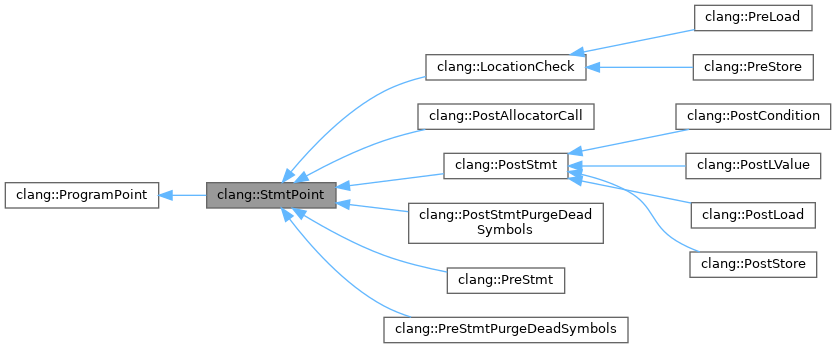 clang::PreLoad
clang::LocationCheck
clang::PreStore
clang::PostAllocatorCall
clang::PostCondition
clang::PostStmt
clang::PostLValue
clang::ProgramPoint
clang::StmtPoint
clang::PostStmtPurgeDead
Symbols
clang::PostLoad
clang::PostStore
clang::PreStmt
clang::PreStmtPurgeDeadSymbols